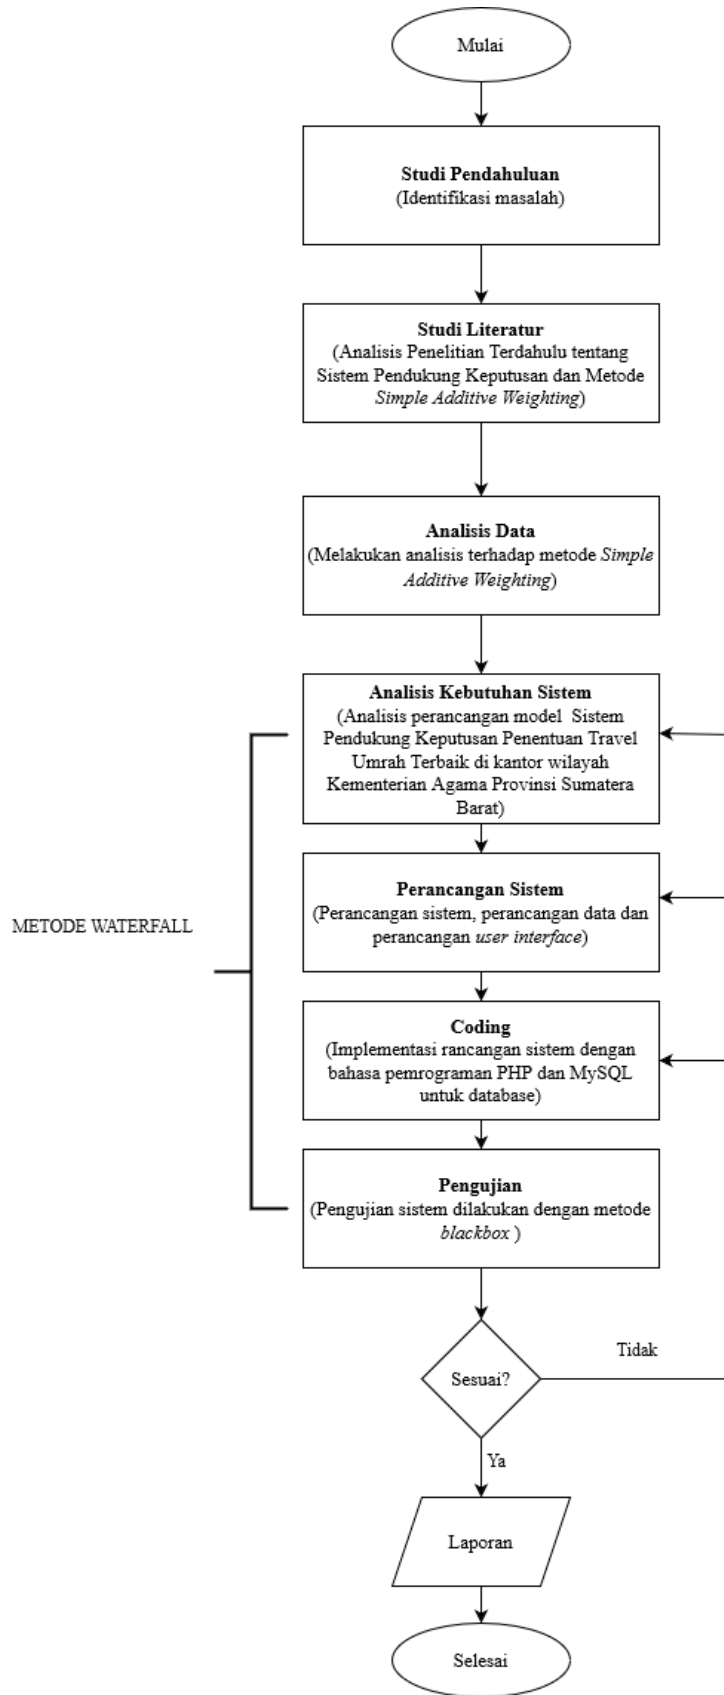 Mulai
Studi Pendahuluan
(Identifikasi masalah)
Studi Literatur
(Analisis Penelitian Terdahulu tentang
Sistem Pendukung Keputusan dan Metode
Simple Additive Weighting)
Analisis Data
(Melakukan analisis terhadap metode Simple
Additive Weighting)
Analisis Kebutuhan Sistem
(Analisis perancangan model Sistem
Pendukung Keputusan Penentuan Travel
Umrah Terbaik di kantor wilayah
Kementerian Agama Provinsi Sumatera
Barat)
METODE WATERFALL
Perancangan Sistem
(Perancangan sistem, perancangan data dan
perancangan user interface)
Coding
(Implementasi rancangan sistem dengan
bahasa pemrograman PHP dan MySQL
untuk database)
Pengujian
(Pengujian sistem dilakukan dengan metode
blackbox )
Sesuai?
Tidak
Ya
Laporan
Selesai